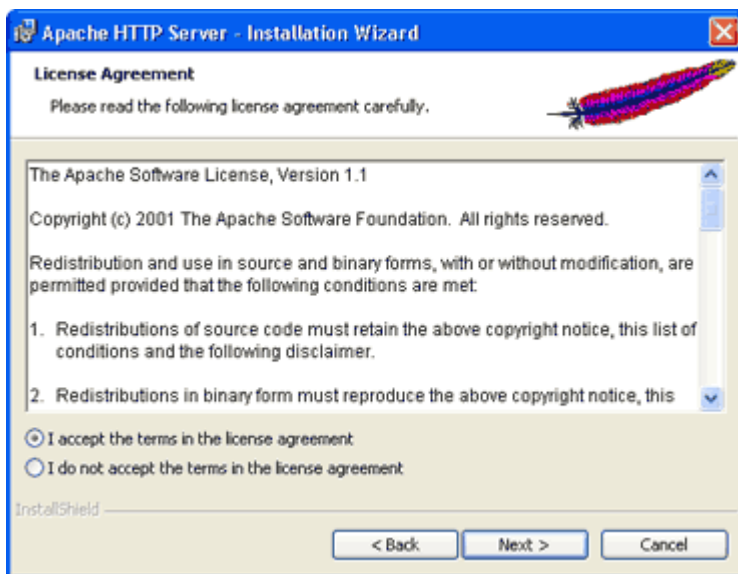 Apache HTTP Server - Installation Wizard
License Agreement
Please read the following license agreement carefully.
The Apache Software License, Version 1.1
Copyright (c) 2001 The Apache Software Foundation. All rights reserved.
Redistribution and use in source and binary forms, with or without modification, are
permitted provided that the following conditions are met:
1. Redistributions of source code must retain the above copyright notice, this list of
conditions and the following disclaimer.
2. Redistributions in binary form must reproduce the above copyright notice, this
I accept the terms in the license agreement
I do not accept the terms in the license agreement
InstallShield
< Back Next > Cancel